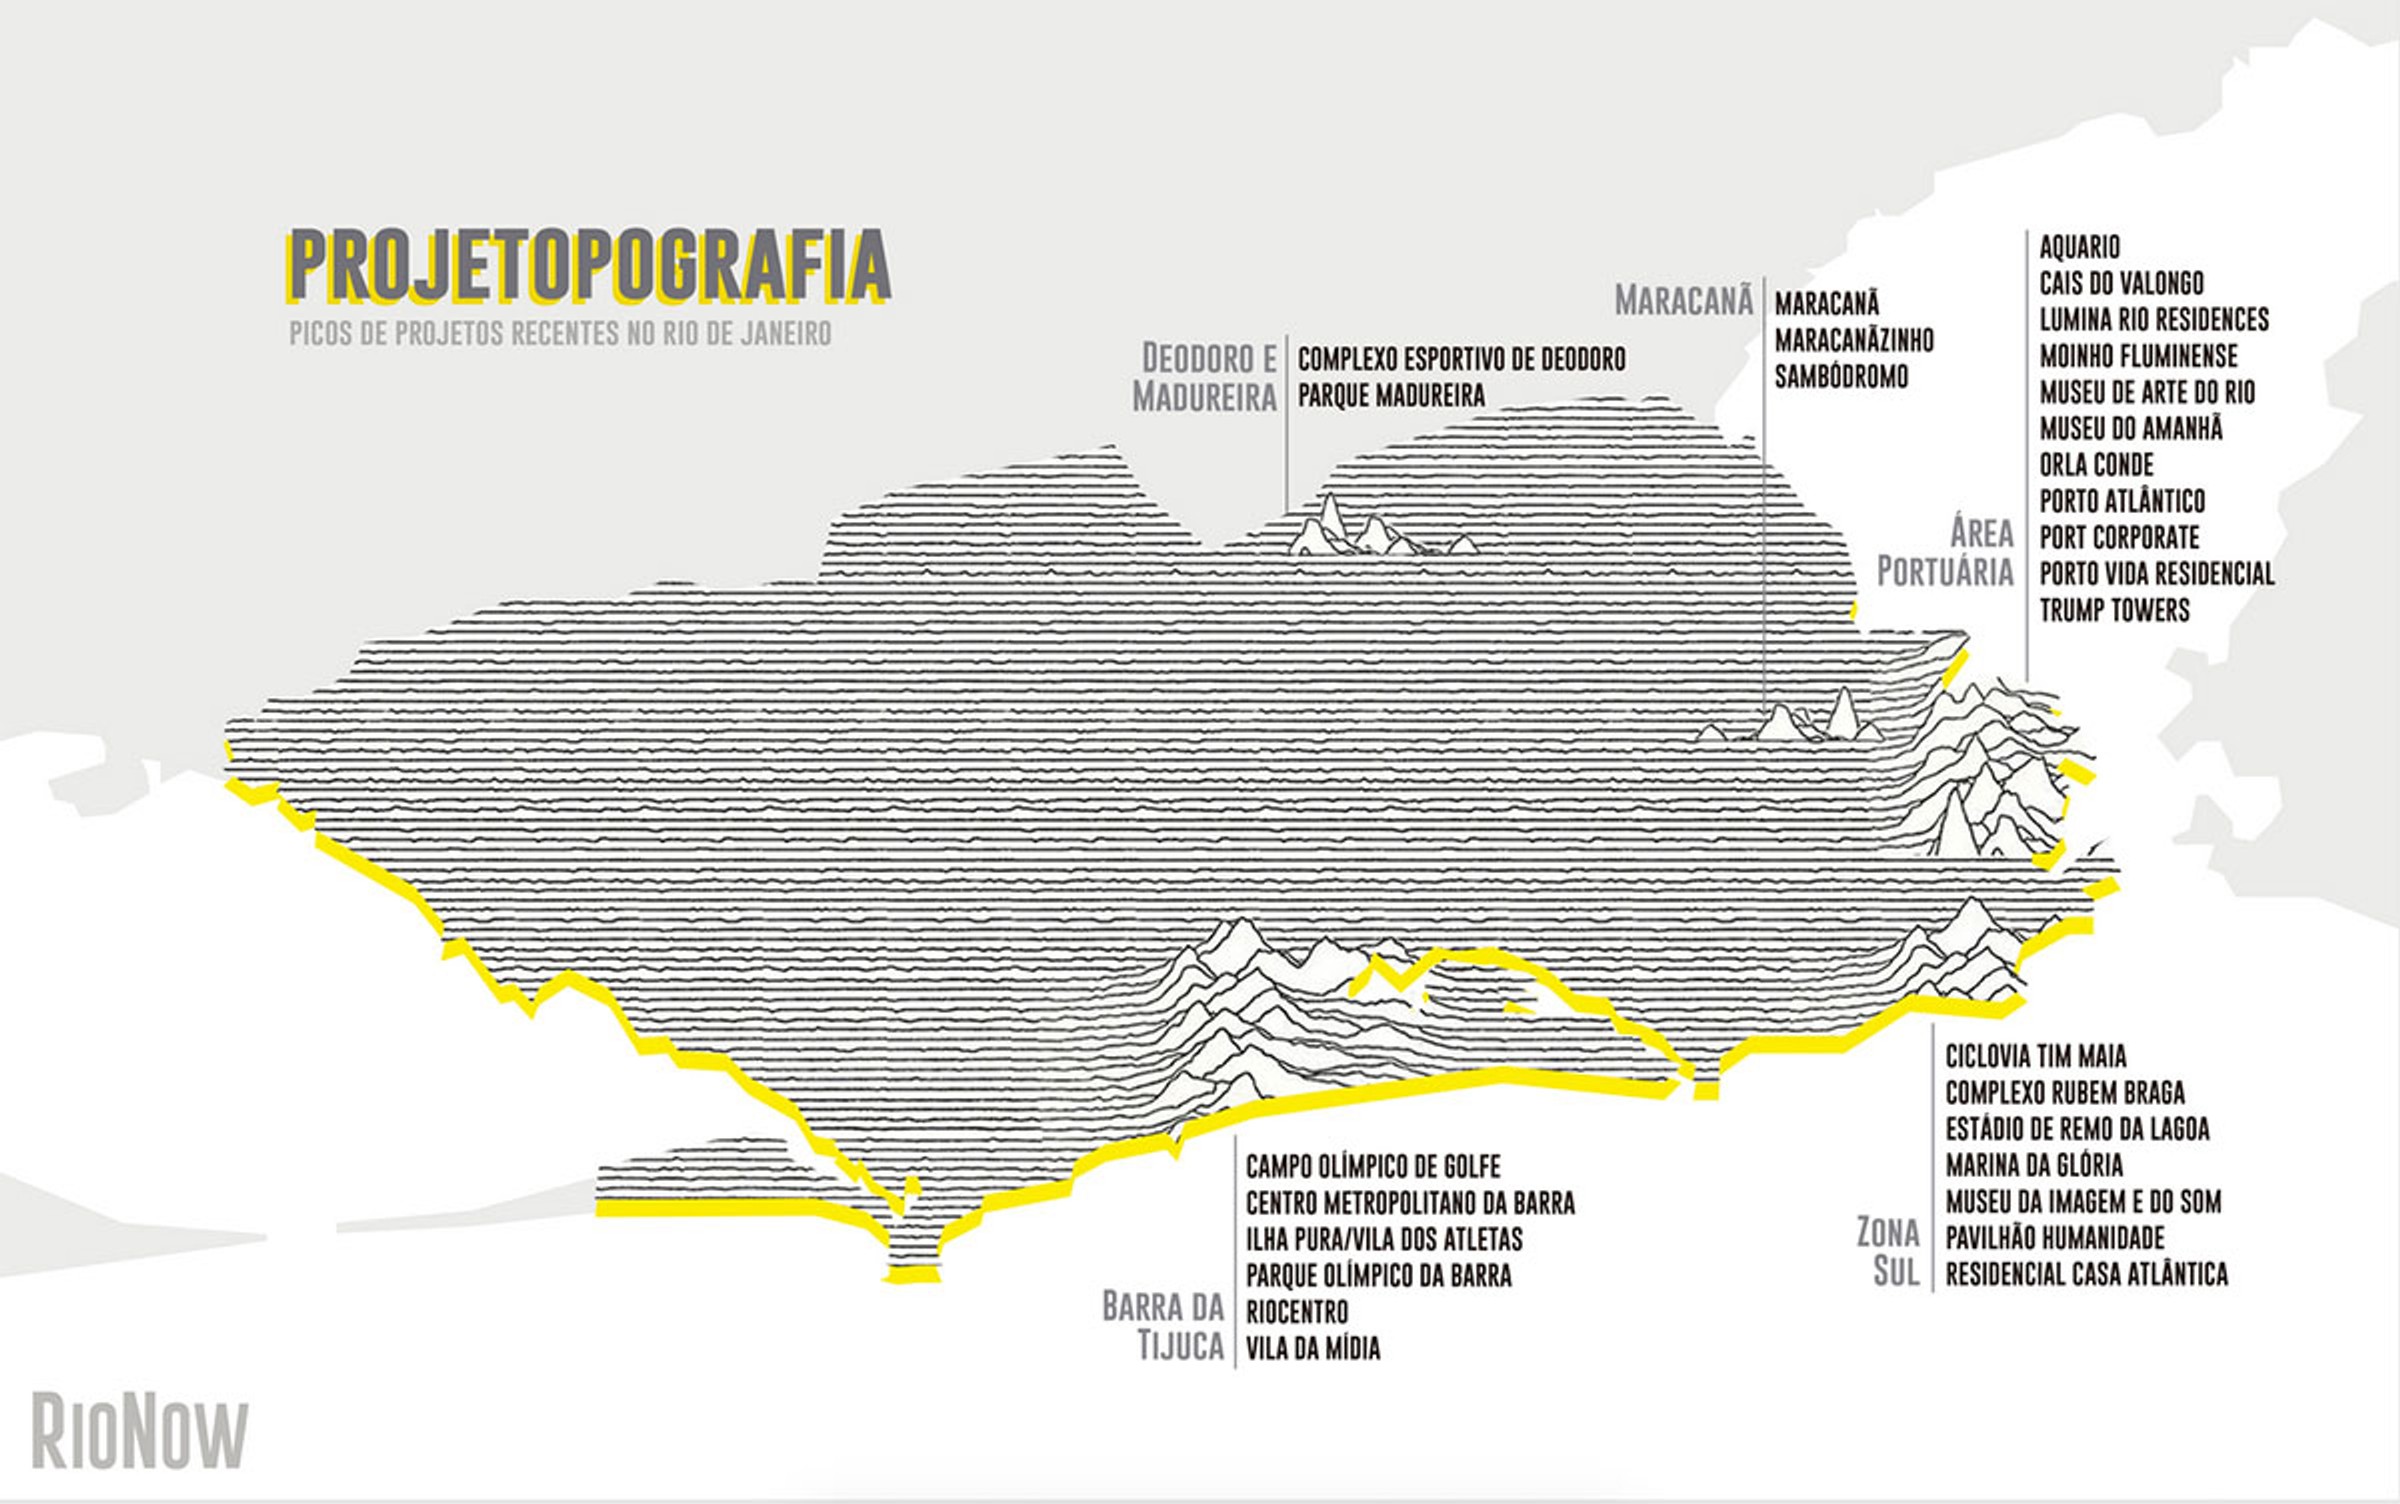 PROJETOPOGRAFIA
PICOS DE PROJETOS RECENTES NO RIO DE JANEIRO
DEODORO E
MADUREIRA
COMPLEXO ESPORTIVO DE DEODORO
PARQUE MADUREIRA
MARACANÃ
MARACANÃ
MARACANÃZINHO
SAMBÓDROMO
ÁREA
PORTUÁRIA
AQUARIO
CAIS DO VALONGO
LUMINA RIO RESIDENCES
MOINHO FLUMINENSE
MUSEU DE ARTE DO RIO
MUSEU DO AMANHÃ
ORLA CONDE
PORTO ATLÂNTICO
PORT CORPORATE
PORTO VIDA RESIDENCIAL
TRUMP TOWERS
BARRA DA
TIJUCA
CAMPO OLÍMPICO DE GOLFE
CENTRO METROPOLITANO DA BARRA
ILHA PURA/VILA DOS ATLETAS
PARQUE OLÍMPICO DA BARRA
RIOCENTRO
VILA DA MÍDIA
ZONA
SUL
CICLOVIA TIM MAIA
COMPLEXO RUBEM BRAGA
ESTÁDIO DE REMO DA LAGOA
MARINA DA GLÓRIA
MUSEU DA IMAGEM E DO SOM
PAVILHÃO HUMANIDADE
RESIDENCIAL CASA ATLÂNTICA
RIONOW